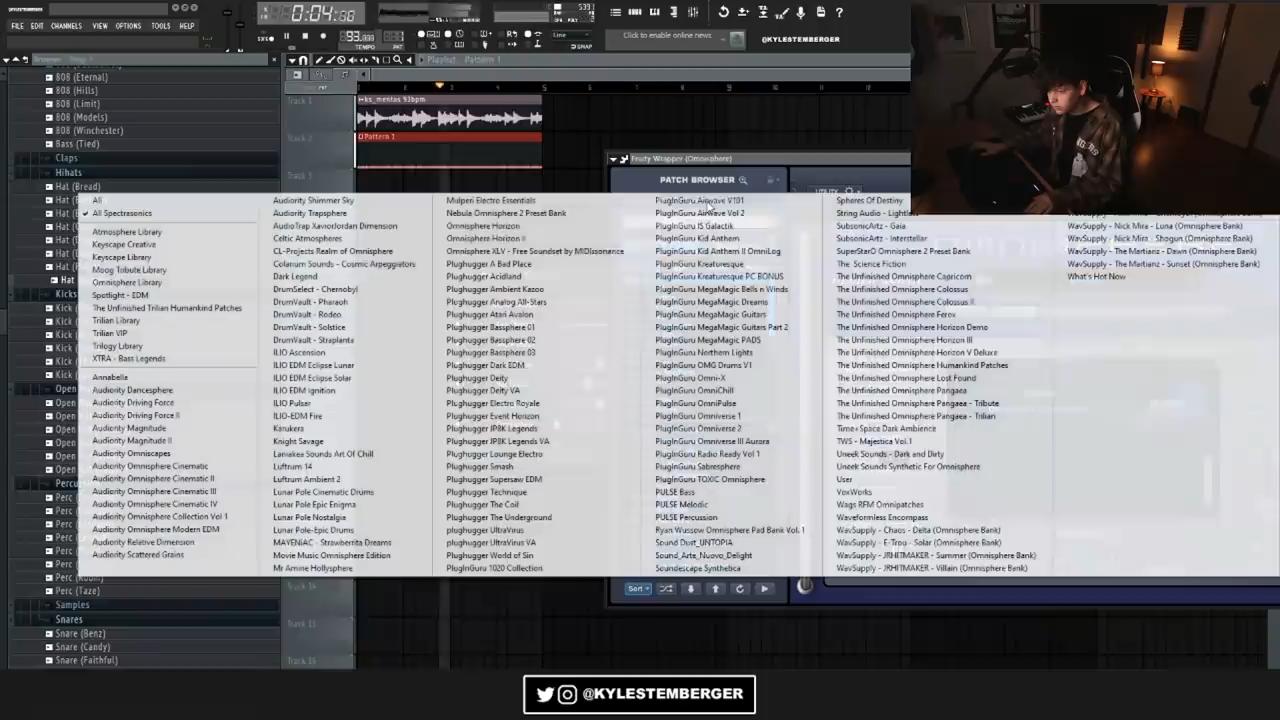 0:04:88
FILE EDIT CHANNELS VIEW OPTIONS TOOLS HELP
93.000
TEMPO
PAT
Line
SNAP
Click to enable online news
@KYLESTEMBERGER
Browser
Playlist
Pattern 1
808 (Eternal)
808 (Hills)
808 (Limit)
808 (Models)
808 (Winchester)
Bass (Tied)
Claps
Hihats
Hat (Bread)
Hat
Kicks
Kick
Open
Perc
Perc (Taze)
Samples
Snares
Snare (Benz)
Snare (Candy)
Snare (Faithful)
Track 1
ks_mentas 93bpm
Track 2
Pattern 1
Track 3
Fruity Wrapper (Omnisphere)
PATCH BROWSER
UTILITY
All
All Spectrasonics
Atmosphere Library
Keyscape Creative
Keyscape Library
Moog Tribute Library
Omnisphere Library
Spotlight - EDM
The Unfinished Trilian Humankind Patches
Trilian Library
Trilian VIP
Trilogy Library
XTRA - Bass Legends
Annabella
Audiority Dancesphere
Audiority Driving Force
Audiority Driving Force II
Audiority Magnitude
Audiority Magnitude II
Audiority Omniscapes
Audiority Omnisphere Cinematic
Audiority Omnisphere Cinematic II
Audiority Omnisphere Cinematic III
Audiority Omnisphere Cinematic IV
Audiority Omnisphere Collection Vol 1
Audiority Omnisphere Modern EDM
Audiority Relative Dimension
Audiority Scattered Grains
Audiority Shimmer Sky
Audiority Trapsphere
AudioTrap XaviorJordan Dimension
Celtic Atmospheres
CL-Projects Realm of Omnisphere
Colarum Sounds - Cosmic Arpeggiators
Dark Legend
DrumSelect - Chernobyl
DrumVault - Pharaoh
DrumVault - Rodeo
DrumVault - Solstice
DrumVault - Straplanta
ILIO Ascension
ILIO EDM Eclipse Lunar
ILIO EDM Eclipse Solar
ILIO EDM Ignition
ILIO Pulsar
ILIO-EDM Fire
Karukera
Knight Savage
Laniakea Sounds Art Of Chill
Luftrum 14
Luftrum Ambient 2
Lunar Pole Cinematic Drums
Lunar Pole Epic Enigma
Lunar Pole Nostalgia
Lunar Pole-Epic Drums
MAYENiAC - Strawberita Dreams
Movie Music Omnisphere Edition
Mr Amine Hollysphere
Mulperi Electro Essentials
Nebula Omnisphere 2 Preset Bank
Omnisphere Horizon
Omnisphere Horizon II
Omnisphere XLV - Free Soundset by MIDIssonance
Plughugger A Bad Place
Plughugger Acidland
Plughugger Ambient Kazoo
Plughugger Analog All-Stars
Plughugger Atari Avalon
Plughugger Bassphere 01
Plughugger Bassphere 02
Plughugger Bassphere 03
Plughugger Dark EDM
Plughugger Deity
Plughugger Deity VA
Plughugger Electro Royale
Plughugger Event Horizon
Plughugger JP8K Legends
Plughugger JP8K Legends VA
Plughugger Lounge Electro
Plughugger Smash
Plughugger Supersaw EDM
Plughugger Technique
Plughugger The Coil
Plughugger The Underground
plughugger UltraVirus
plughugger UltraVirus VA
Plughugger World of Sin
PluginGuru 1020 Collection
PlugInGuru Airwave V101
PlugInGuru AirWave Vol 2
PlugInGuru IS Galactik
PlugInGuru Kid Anthem
PlugInGuru Kid Anthem II OmniLog
PlugInGuru Kreaturesque
PlugInGuru Kreaturesque PC BONUS
PlugInGuru MegaMagic Bells n Winds
PlugInGuru MegaMagic Dreams
PlugInGuru MegaMagic Guitars
PlugInGuru MegaMagic Guitars Part 2
PlugInGuru MegaMagic PADS
PlugInGuru Northern Lights
PlugInGuru OMG Drums V1
PlugInGuru Omni-X
PlugInGuru OmniChill
PlugInGuru OmniPulse
PlugInGuru Omniverse 1
PlugInGuru Omniverse 2
PlugInGuru Omniverse III Aurora
PlugInGuru Radio Ready Vol 1
PlugInGuru Sabresphere
PlugInGuru TOXIC Omnisphere
PULSE Bass
PULSE Melodic
PULSE Percussion
Ryan Wussow Omnisphere Pad Bank Vol. 1
Sound Dust_UNTOPIA
Sound_Arte_Nuovo_Delight
Soundescape Synthetica
Spheres Of Destiny
String Audio - Lightless
SubsonicArtz - Gaia
SubsonicArtz - Interstellar
SuperStarO Omnisphere 2 Preset Bank
The Science Fiction
The Unfinished Omnisphere Capricorn
The Unfinished Omnisphere Colossus
The Unfinished Omnisphere Colossus II
The Unfinished Omnisphere Ferox
The Unfinished Omnisphere Horizon Demo
The Unfinished Omnisphere Horizon III
The Unfinished Omnisphere Horizon V Deluxe
The Unfinished Omnisphere Humankind Patches
The Unfinished Omnisphere Lost Found
The Unfinished Omnisphere Pangaea
The Unfinished Omnisphere Pangaea - Tribute
The Unfinished Omnisphere Pangaea - Trilian
Time+Space Dark Ambience
TWS - Majestica Vol.1
Uneek Sounds - Dark and Dirty
Uneek Sounds Synthetic For Omnisphere
User
VoxWorks
Wags RFM Omnipatches
Waveformless Encompass
WavSupply - Chaos - Delta (Omnisphere Bank)
WavSupply - E-Trou - Solar (Omnisphere Bank)
WavSupply - JRHITMAKER - Summer (Omnisphere Bank)
WavSupply - JRHITMAKER - Villain (Omnisphere Bank)
WavSupply - Nick Mira - Luna (Omnisphere Bank)
WavSupply - Nick Mira - Shogun (Omnisphere Bank)
WavSupply - The Martianz - Dawn (Omnisphere Bank)
WavSupply - The Martianz - Sunset (Omnisphere Bank)
What's Hot Now
Sort
@KYLESTEMBERGER